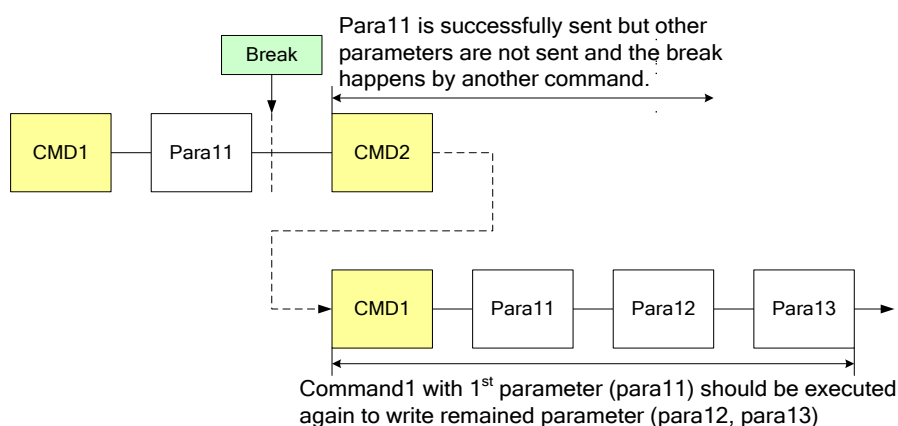 Para11 is successfully sent but other
parameters are not sent and the break
happens by another command.
Break
CMD1
Para11
CMD2
CMD1
Para11
Para12
Para13
Command1 with 1st parameter (para11) should be executed
again to write remained parameter (para12, para13)